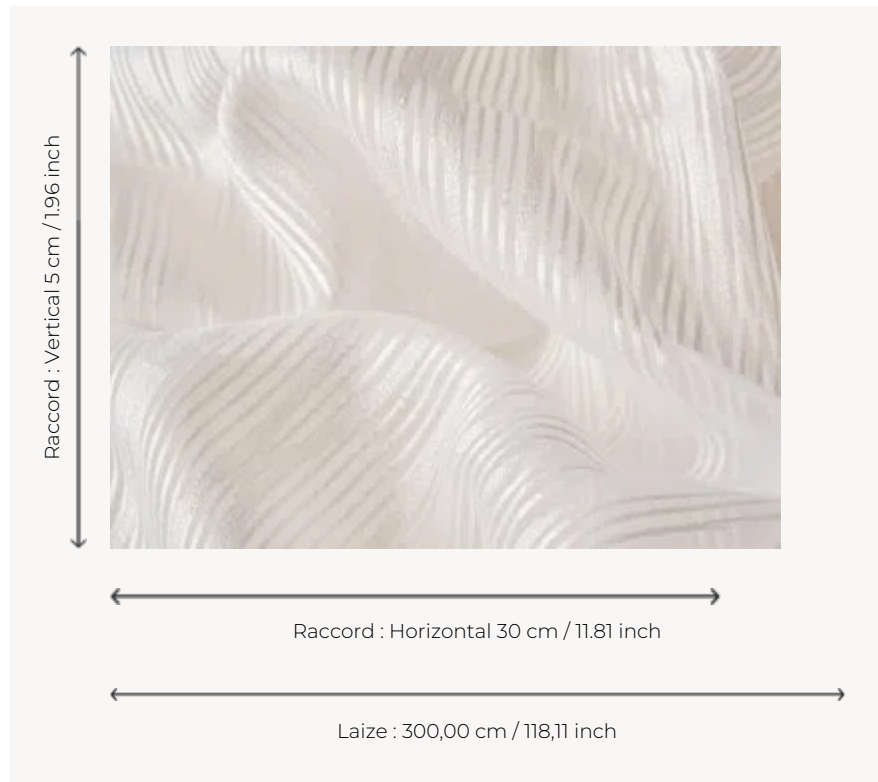 Raccord : Vertical 5 cm / 1.96 inch
Raccord : Horizontal 30 cm / 11.81 inch
Laize : 300,00 cm / 118,11 inch